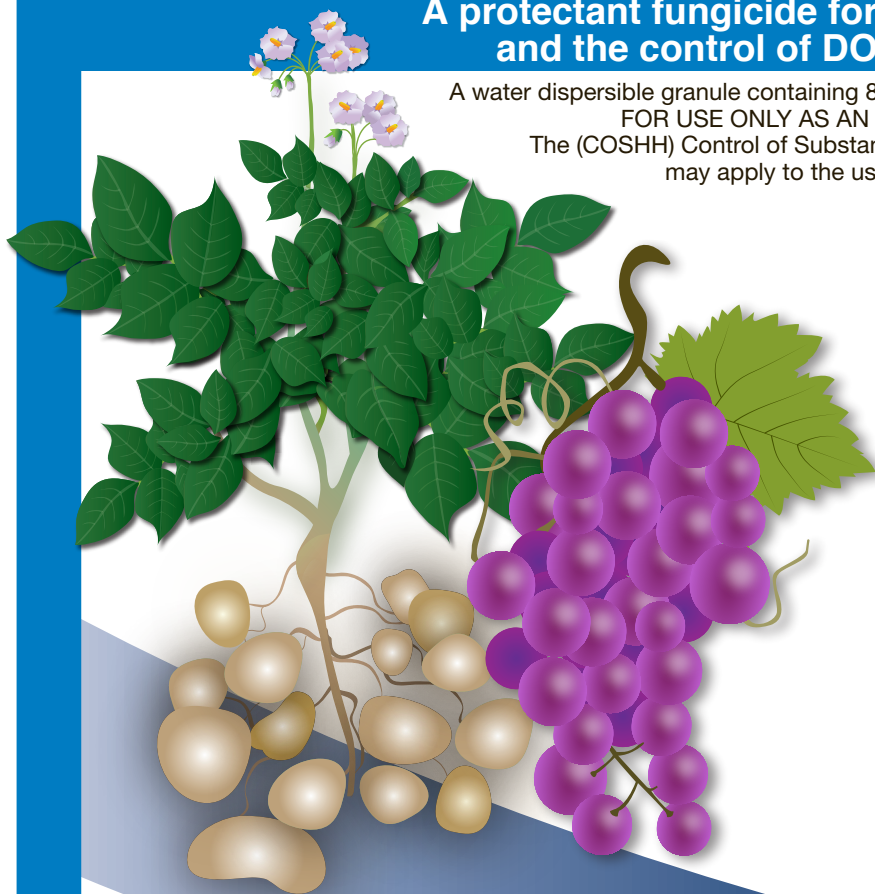 A protectant fungicide for
and the control of DO
A water dispersible granule containing 8
FOR USE ONLY AS AN
The (COSHH) Control of Substan
may apply to the us